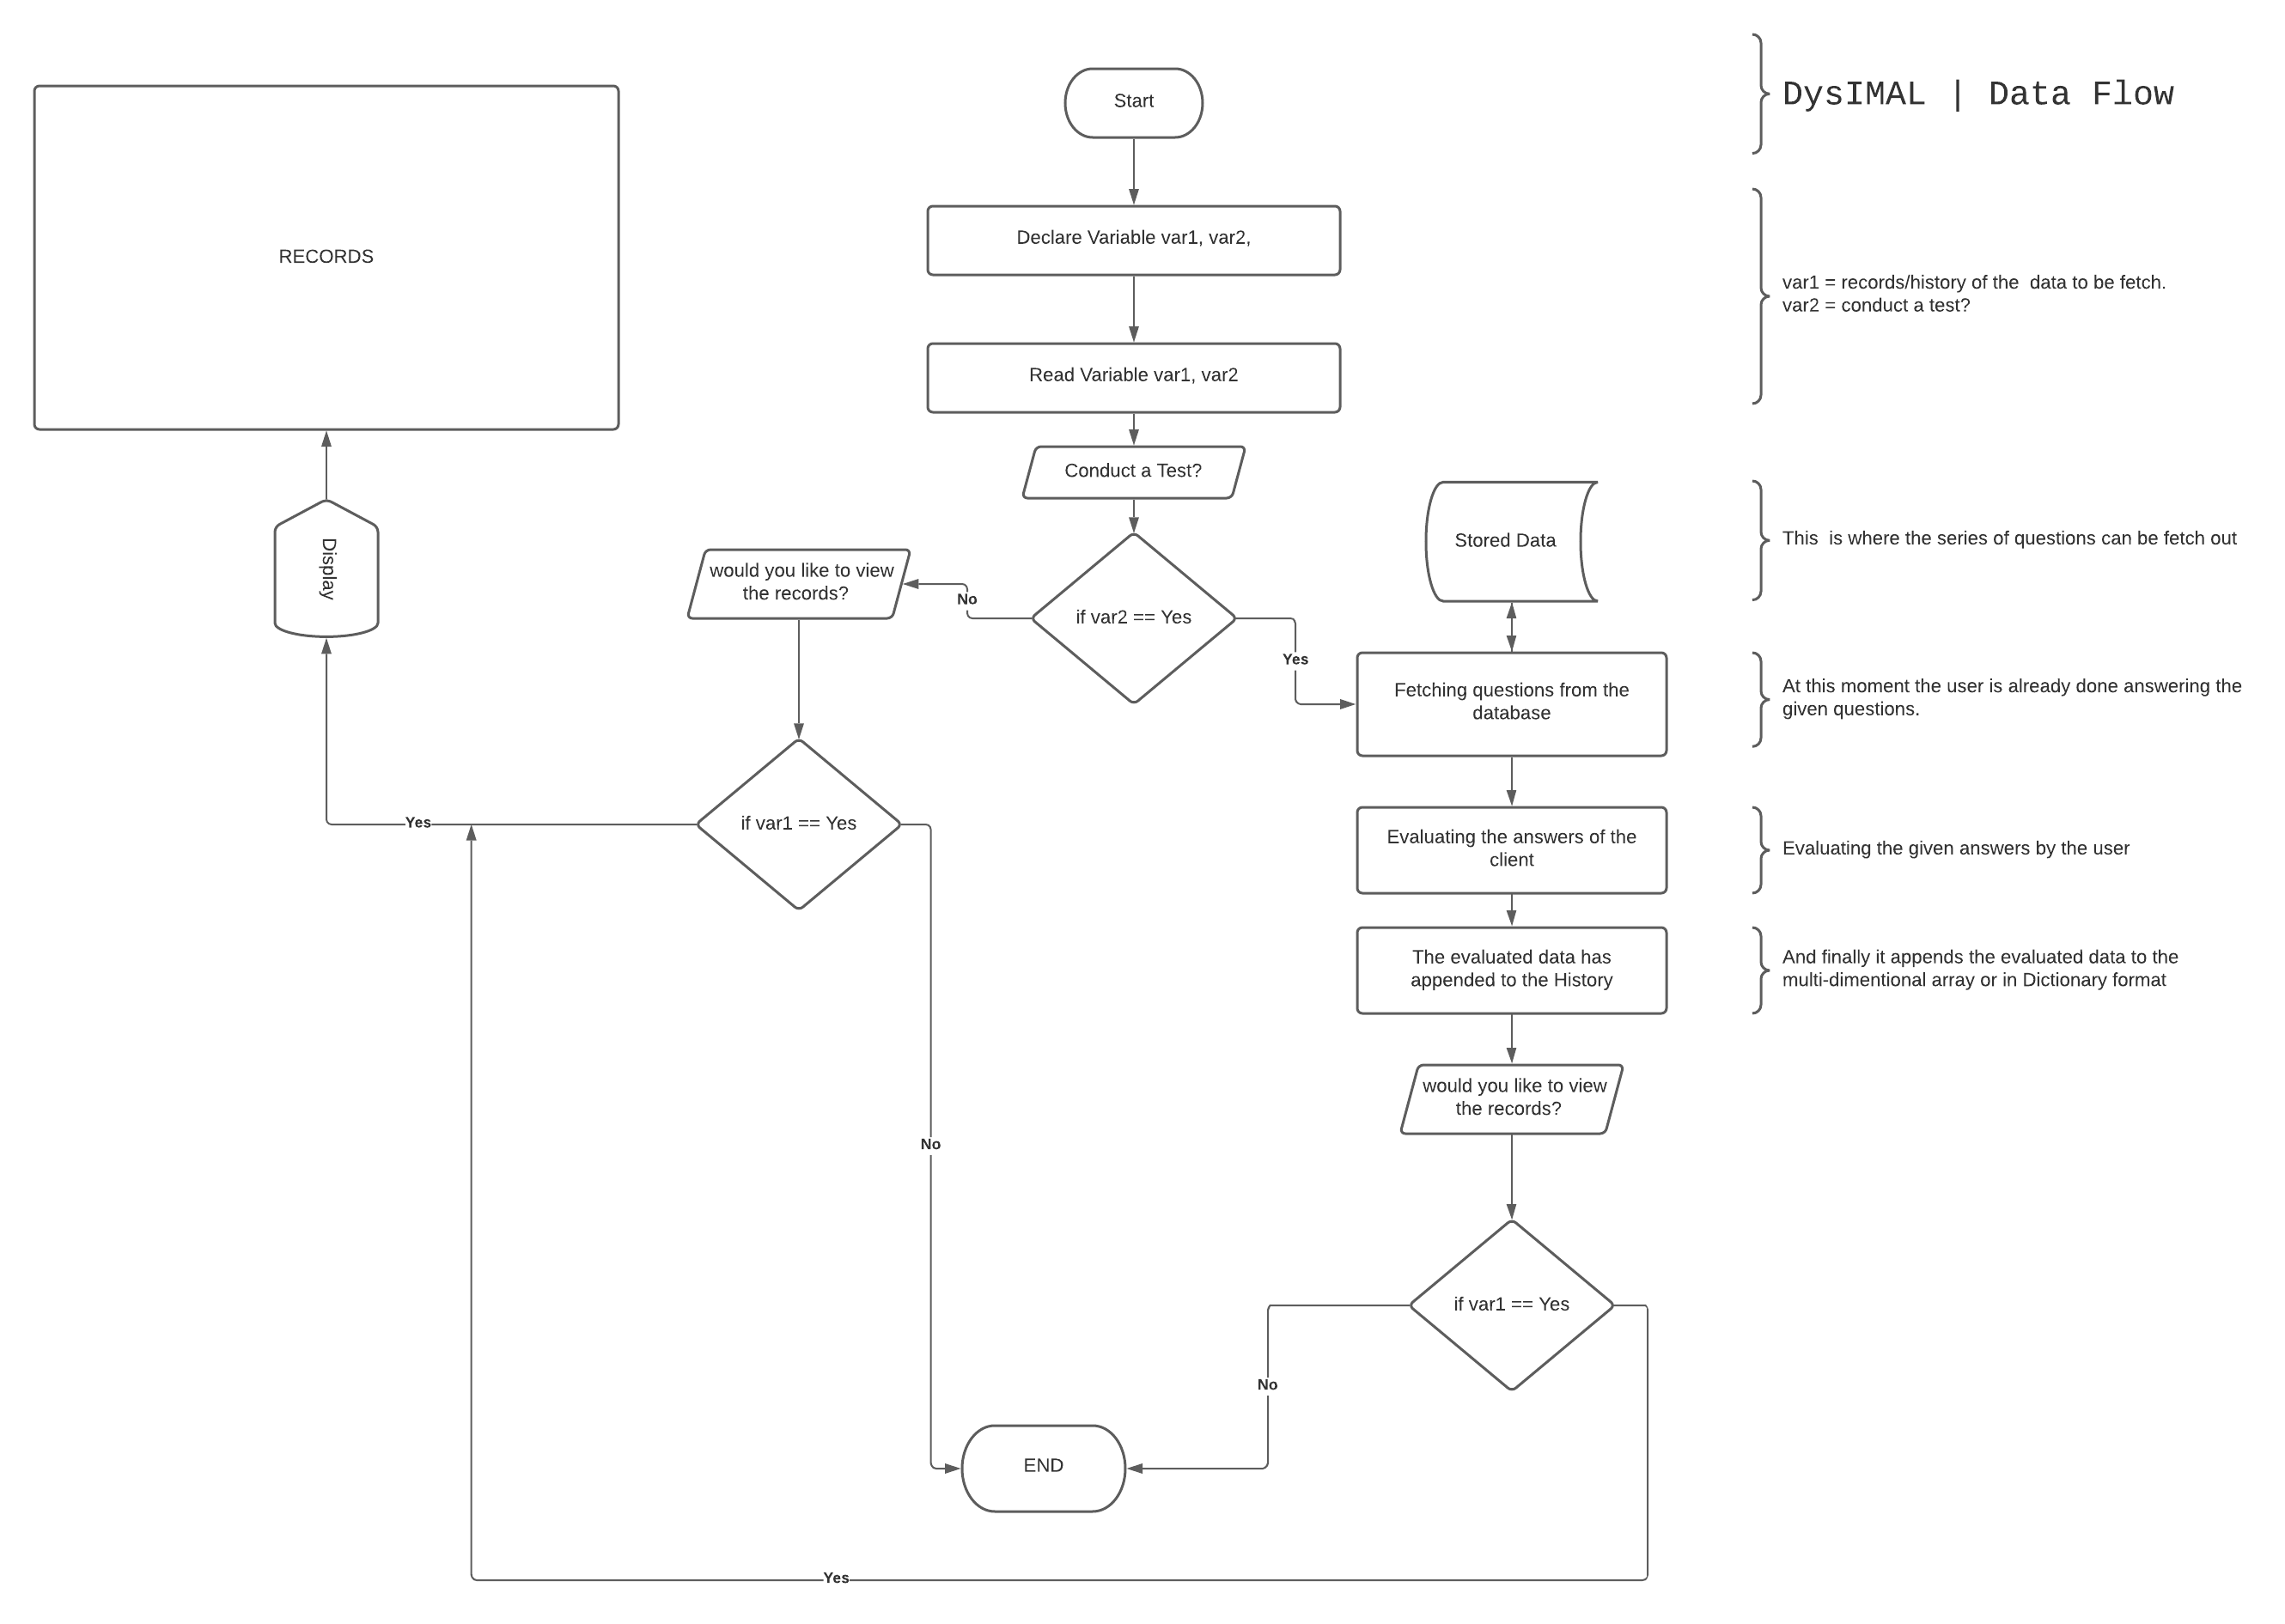 DysIMAL | Data Flow
Start
Declare Variable var1, var2,
var1 = records/history of the  data to be fetch.
var2 = conduct a test?
RECORDS
Read Variable var1, var2
Conduct a Test?
Stored Data
This  is where the series of questions can be fetch out
Display
would you like to view
the records?
No
if var2 == Yes
Yes
Fetching questions from the
database
At this moment the user is already done answering the
given questions.
Yes
if var1 == Yes
Evaluating the answers of the
client
Evaluating the given answers by the user
The evaluated data has
appended to the History
And finally it appends the evaluated data to the
multi-dimentional array or in Dictionary format
would you like to view
the records?
No
if var1 == Yes
No
END
Yes